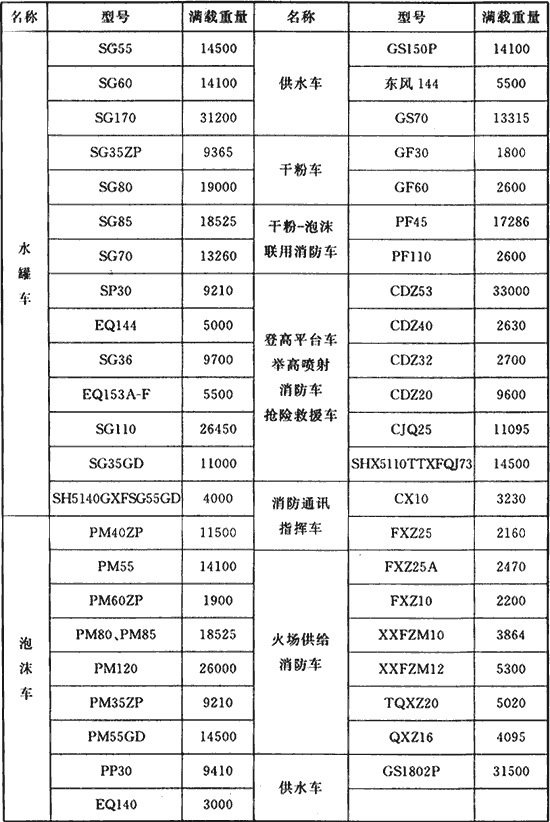 名称 型号 满载重量 名称 型号 满载重量
水罐车 SG55 14500 供水车 GS150P 14100
SG60 14100 东风144 5500
SG170 31200 GS70 13315
SG35ZP 9365 干粉车 GF30 1800
SG80 19000 GF60 2600
SG85 18525 干粉-泡沫联用消防车 PF45 17286
SG70 13260 PF110 2600
SP30 9210 登高平台车举高喷射消防车抢险救援车 CDZ53 33000
EQ144 5000 CDZ40 2630
SG36 9700 CDZ32 2700
EQ153A-F 5500 CDZ20 9600
SG110 26450 CJQ25 11095
SG35GD 11000 SHX5110TTXFQJ73 14500
SH5140GXFSG55GD 4000 消防通讯指挥车 CX10 3230
泡沫车 PM40ZP 11500 FXZ25 2160
PM55 14100 火场供给消防车 FXZ25A 2470
PM60ZP 1900 FXZ10 2200
PM80、PM85 18525 XXFZM10 3864
PM120 26000 XXFZM12 5300
PM35ZP 9210 TQXZ20 5020
PM55GD 14500 QXZ16 4095
PP30 9410 供水车 GS1802P 31500
EQ140 3000